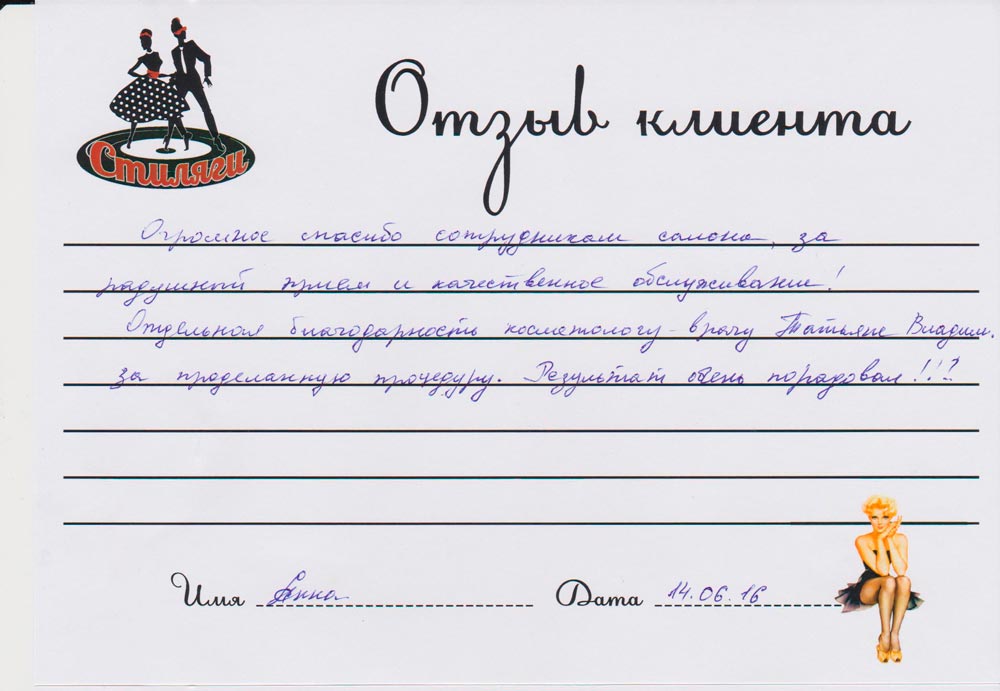 Стиляги
Отзыв клиента
Огромное спасибо сотрудникам салона, за
радушный прием и качественное обслуживание!
Отдельная благодарность косметологу-врачу Татьяне Владим.
за проделанную процедуру. Результат очень порадовал!!!
Имя Анна Дата 14.06.16